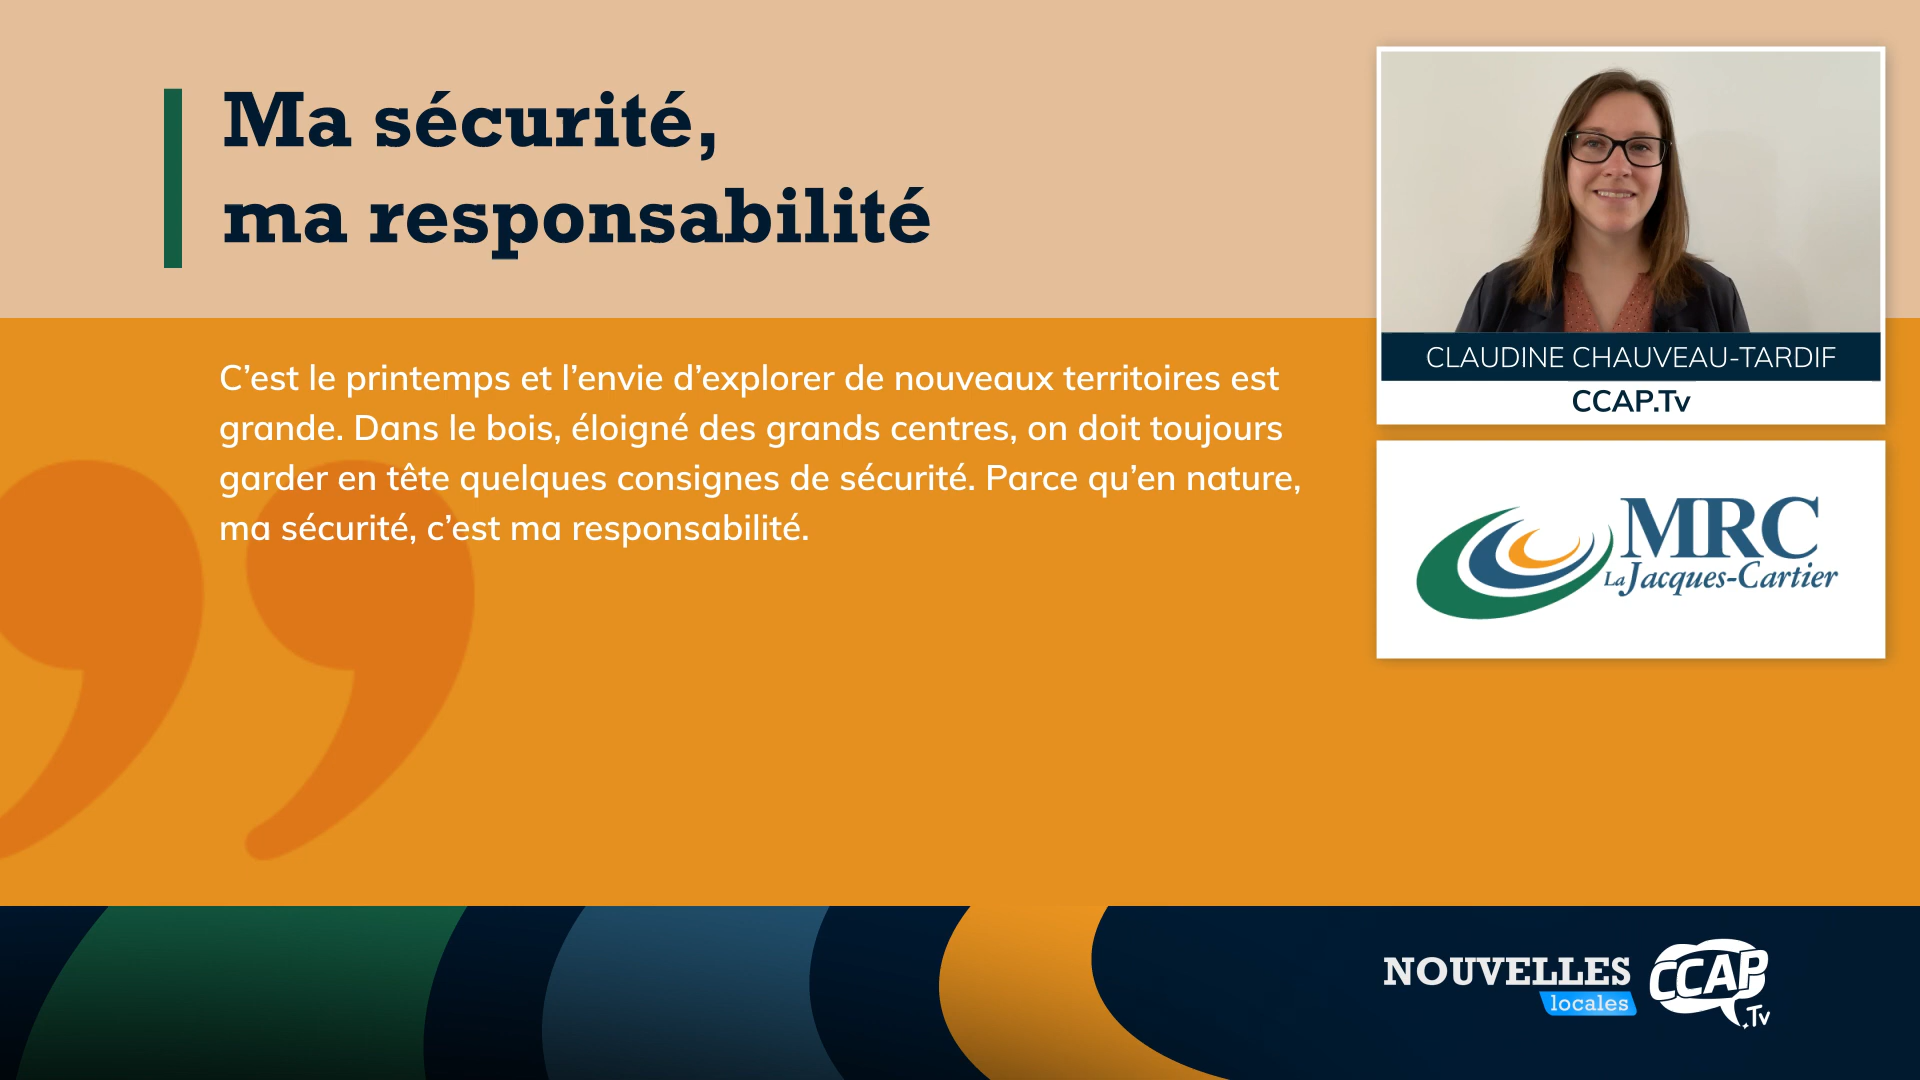 Ma sécurité,
ma responsabilité
C’est le printemps et l’envie d’explorer de nouveaux territoires est
grande. Dans le bois, éloigné des grands centres, on doit toujours
garder en tête quelques consignes de sécurité. Parce qu’en nature,
ma sécurité, c’est ma responsabilité.
CLAUDINE CHAUVEAU-TARDIF
CCAP.Tv
MRC
La Jacques-Cartier
NOUVELLES
locales
CCAP
.Tv